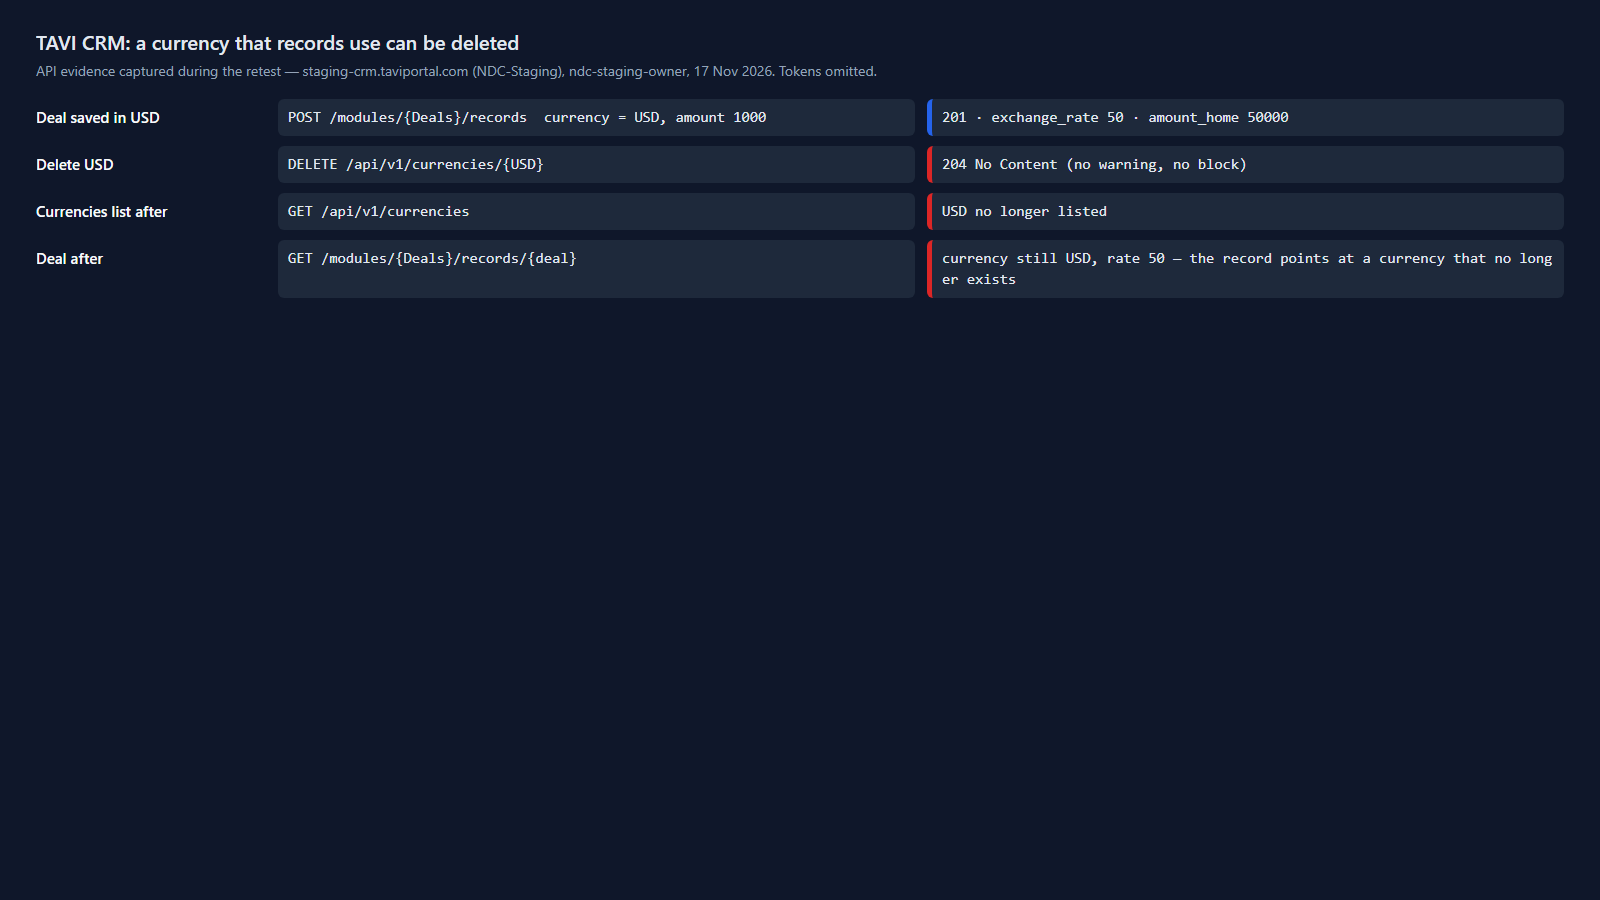 TAVI CRM: a currency that records use can be deleted
API evidence captured during the retest — staging-crm.taviportal.com (NDC-Staging), ndc-staging-owner, 17 Nov 2026. Tokens omitted.
Deal saved in USD
POST /modules/{Deals}/records  currency = USD, amount 1000
201 · exchange_rate 50 · amount_home 50000
Delete USD
DELETE /api/v1/currencies/{USD}
204 No Content (no warning, no block)
Currencies list after
GET /api/v1/currencies
USD no longer listed
Deal after
GET /modules/{Deals}/records/{deal}
currency still USD, rate 50 — the record points at a currency that no long
er exists